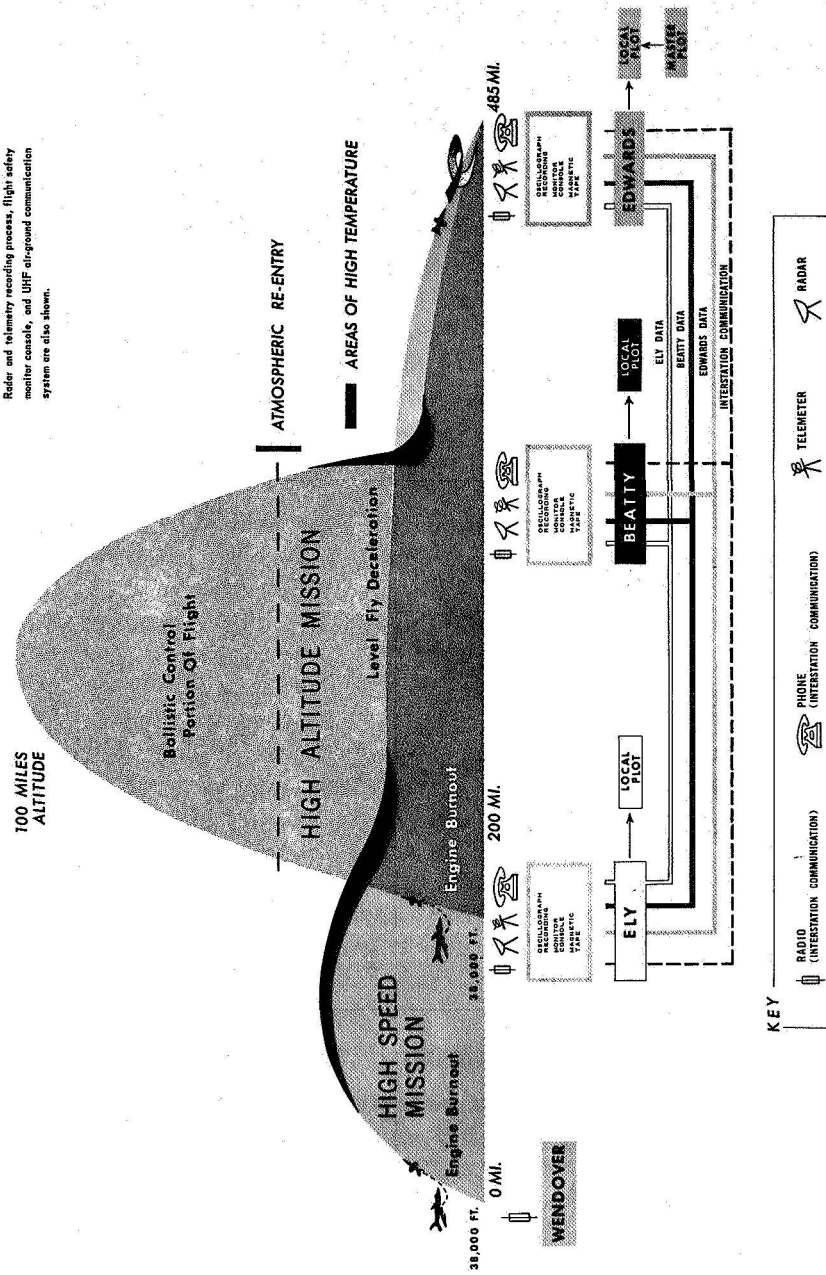 Radar and telemetry recording process, flight safety
monitor console, and UHF air-ground communication
system are also shown.
100 MILES
ALTITUDE
ATMOSPHERIC RE-ENTRY
AREAS OF HIGH TEMPERATURE
Ballistic Control
Portion Of Flight
HIGH ALTITUDE MISSION
Level Fly Deceleration
HIGH SPEED
MISSION
Engine Burnout
Engine Burnout
38,000 FT.
38,000 FT.
0 MI.
200 MI.
485 MI.
WENDOVER
OSCILLOGRAPH
RECORDING
MONITOR
CONSOLE
MAGNETIC
TAPE
OSCILLOGRAPH
RECORDING
MONITOR
CONSOLE
MAGNETIC
TAPE
OSCILLOGRAPH
RECORDING
MONITOR
CONSOLE
MAGNETIC
TAPE
ELY
LOCAL
PLOT
BEATTY
LOCAL
PLOT
EDWARDS
LOCAL
PLOT
MASTER
PLOT
ELY DATA
BEATTY DATA
EDWARDS DATA
INTERSTATION COMMUNICATION
KEY
RADIO
(INTERSTATION COMMUNICATION)
PHONE
(INTERSTATION COMMUNICATION)
TELEMETER
RADAR